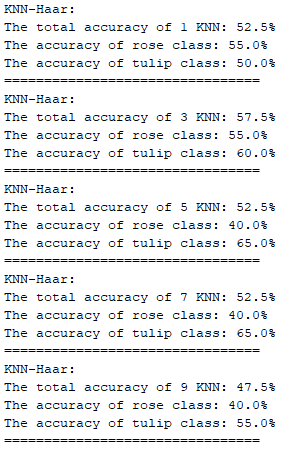 KNN-Haar:
The total accuracy of 1 KNN: 52.5%
The accuracy of rose class: 55.0%
The accuracy of tulip class: 50.0%
================================
KNN-Haar:
The total accuracy of 3 KNN: 57.5%
The accuracy of rose class: 55.0%
The accuracy of tulip class: 60.0%
================================
KNN-Haar:
The total accuracy of 5 KNN: 52.5%
The accuracy of rose class: 40.0%
The accuracy of tulip class: 65.0%
================================
KNN-Haar:
The total accuracy of 7 KNN: 52.5%
The accuracy of rose class: 40.0%
The accuracy of tulip class: 65.0%
================================
KNN-Haar:
The total accuracy of 9 KNN: 47.5%
The accuracy of rose class: 40.0%
The accuracy of tulip class: 55.0%
================================